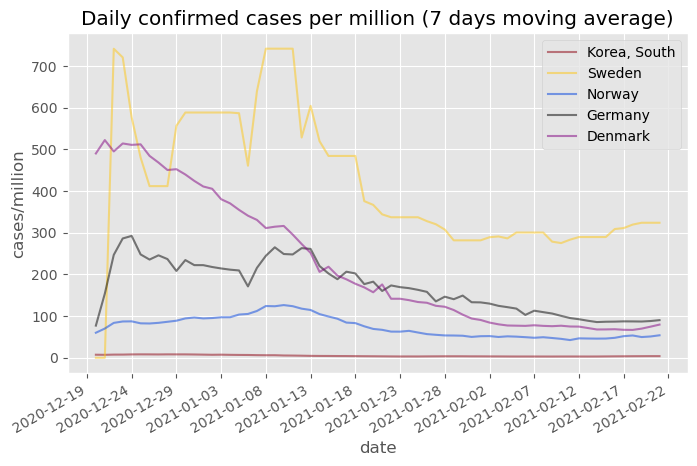 Daily confirmed cases per million (7 days moving average)
Korea, South
Sweden
Norway
Germany
Denmark
700
600
500
400
300
200
100
0
cases/million
2020-12-19
2020-12-24
2020-12-29
2021-01-03
2021-01-08
2021-01-13
2021-01-18
2021-01-23
2021-01-28
2021-02-02
2021-02-07
2021-02-12
2021-02-17
2021-02-22
date